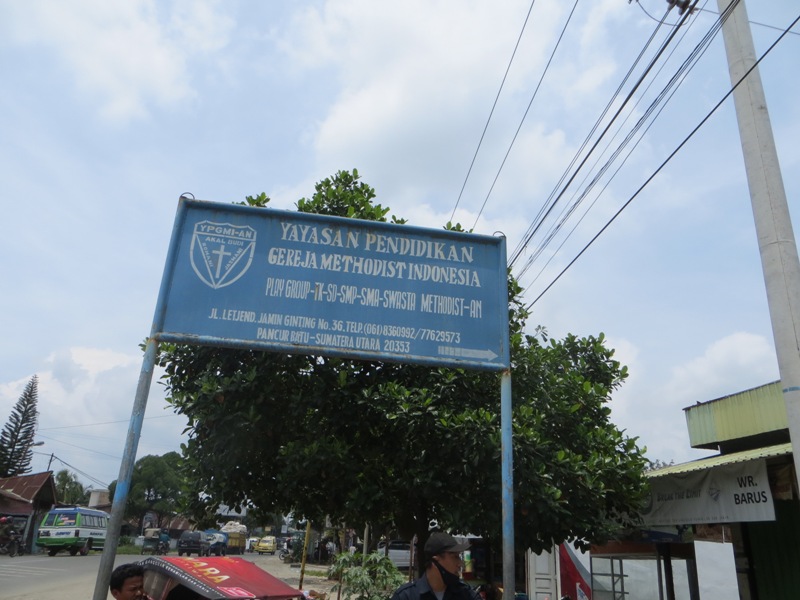 YPGMI-AN
AKAL BUDI
YAYASAN PENDIDIKAN
GEREJA METHODIST INDONESIA
PLAY GROUP-TK-SD-SMP-SMA-SWASTA METHODIST-AN
JL. LETJEND. JAMIN GINTING No. 36, TELP. (061) 8360992/77629573
PANCUR BATU-SUMATERA UTARA 20353
WR.
BARUS